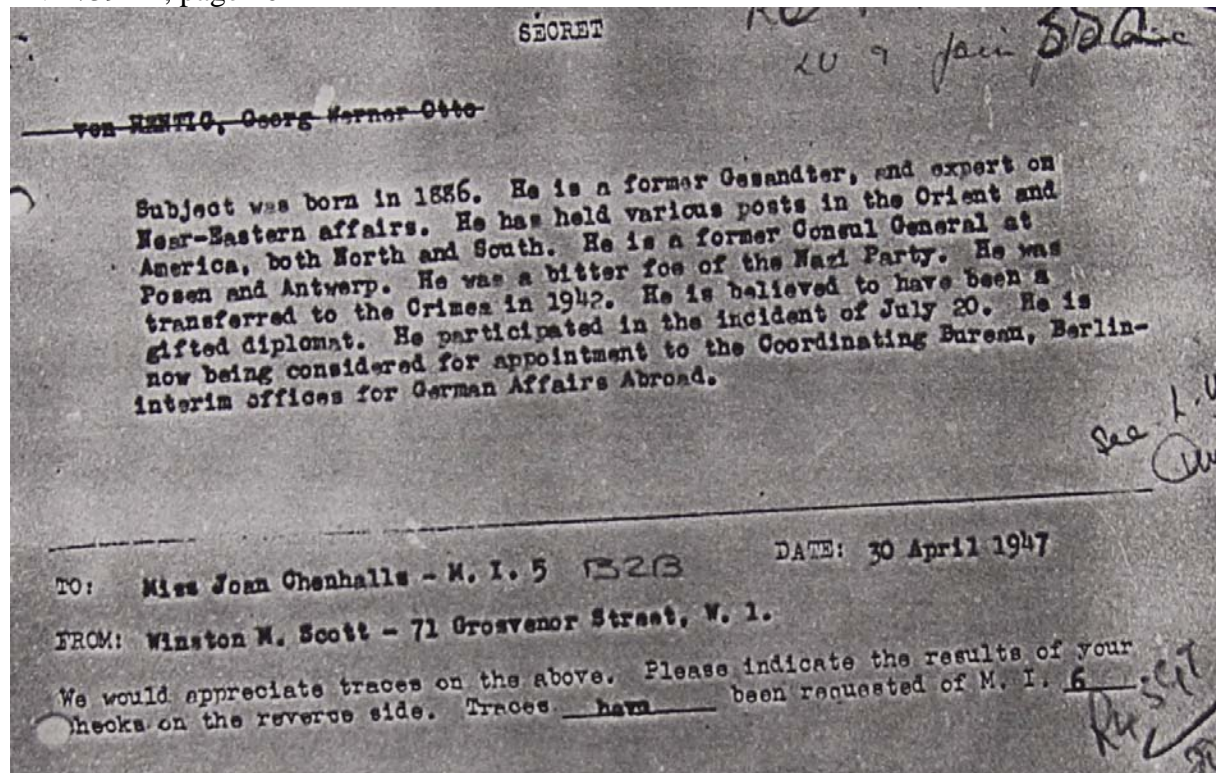 SECRET
von HENTIG, Georg Werner Otto
Subject was born in 1886. He is a former Gesandter, and expert on
Near-Eastern affairs. He has held various posts in the Orient and
America, both North and South. He is a former Consul General at
Posen and Antwerp. He was a bitter foe of the Nazi Party. He was
transferred to the Crimea in 1942. He is believed to have been a
gifted diplomat. He participated in the incident of July 20. He is
now being considered for appointment to the Coordinating Bureau, Berlin-
interim offices for German Affairs Abroad.
See L.
DATE: 30 April 1947
TO: Miss Joan Chenhalls - M. I. 5 B2B
FROM: Winston M. Scott - 71 Grosvenor Street, W. 1.
We would appreciate traces on the above. Please indicate the results of your
checks on the reverse side. Traces have been requested of M. I. 6